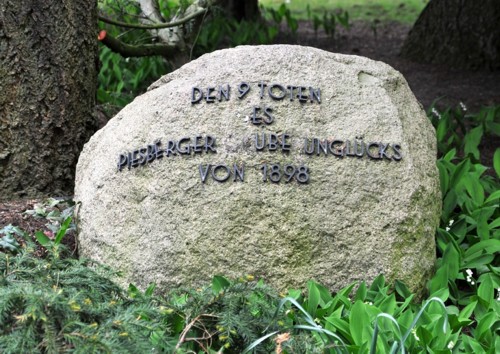 DEN 9 TOTEN
ES
PIESBERGER UBE UNGLÜCKS
VON 1898